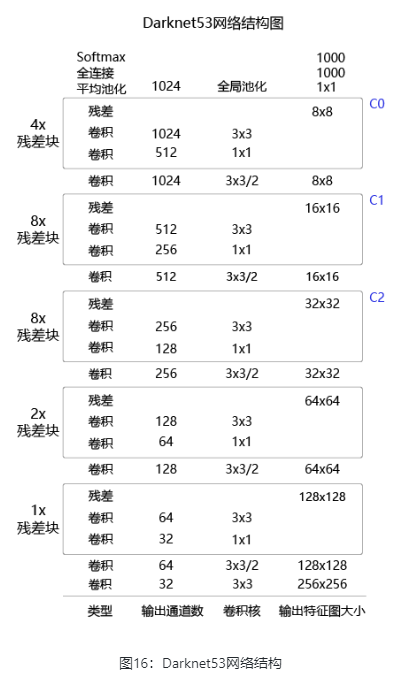 Darknet53网络结构图
Softmax 1000
全连接 1000
平均池化 1024 全局池化 1x1
C0
4x
残差块
残差 8x8
卷积 1024 3x3
卷积 512 1x1
卷积 1024 3x3/2 8x8
C1
8x
残差块
残差 16x16
卷积 512 3x3
卷积 256 1x1
卷积 512 3x3/2 16x16
C2
8x
残差块
残差 32x32
卷积 256 3x3
卷积 128 1x1
卷积 256 3x3/2 32x32
2x
残差块
残差 64x64
卷积 128 3x3
卷积 64 1x1
卷积 128 3x3/2 64x64
1x
残差块
残差 128x128
卷积 64 3x3
卷积 32 1x1
卷积 64 3x3/2 128x128
卷积 32 3x3 256x256
类型 输出通道数 卷积核 输出特征图大小
图16：Darknet53网络结构